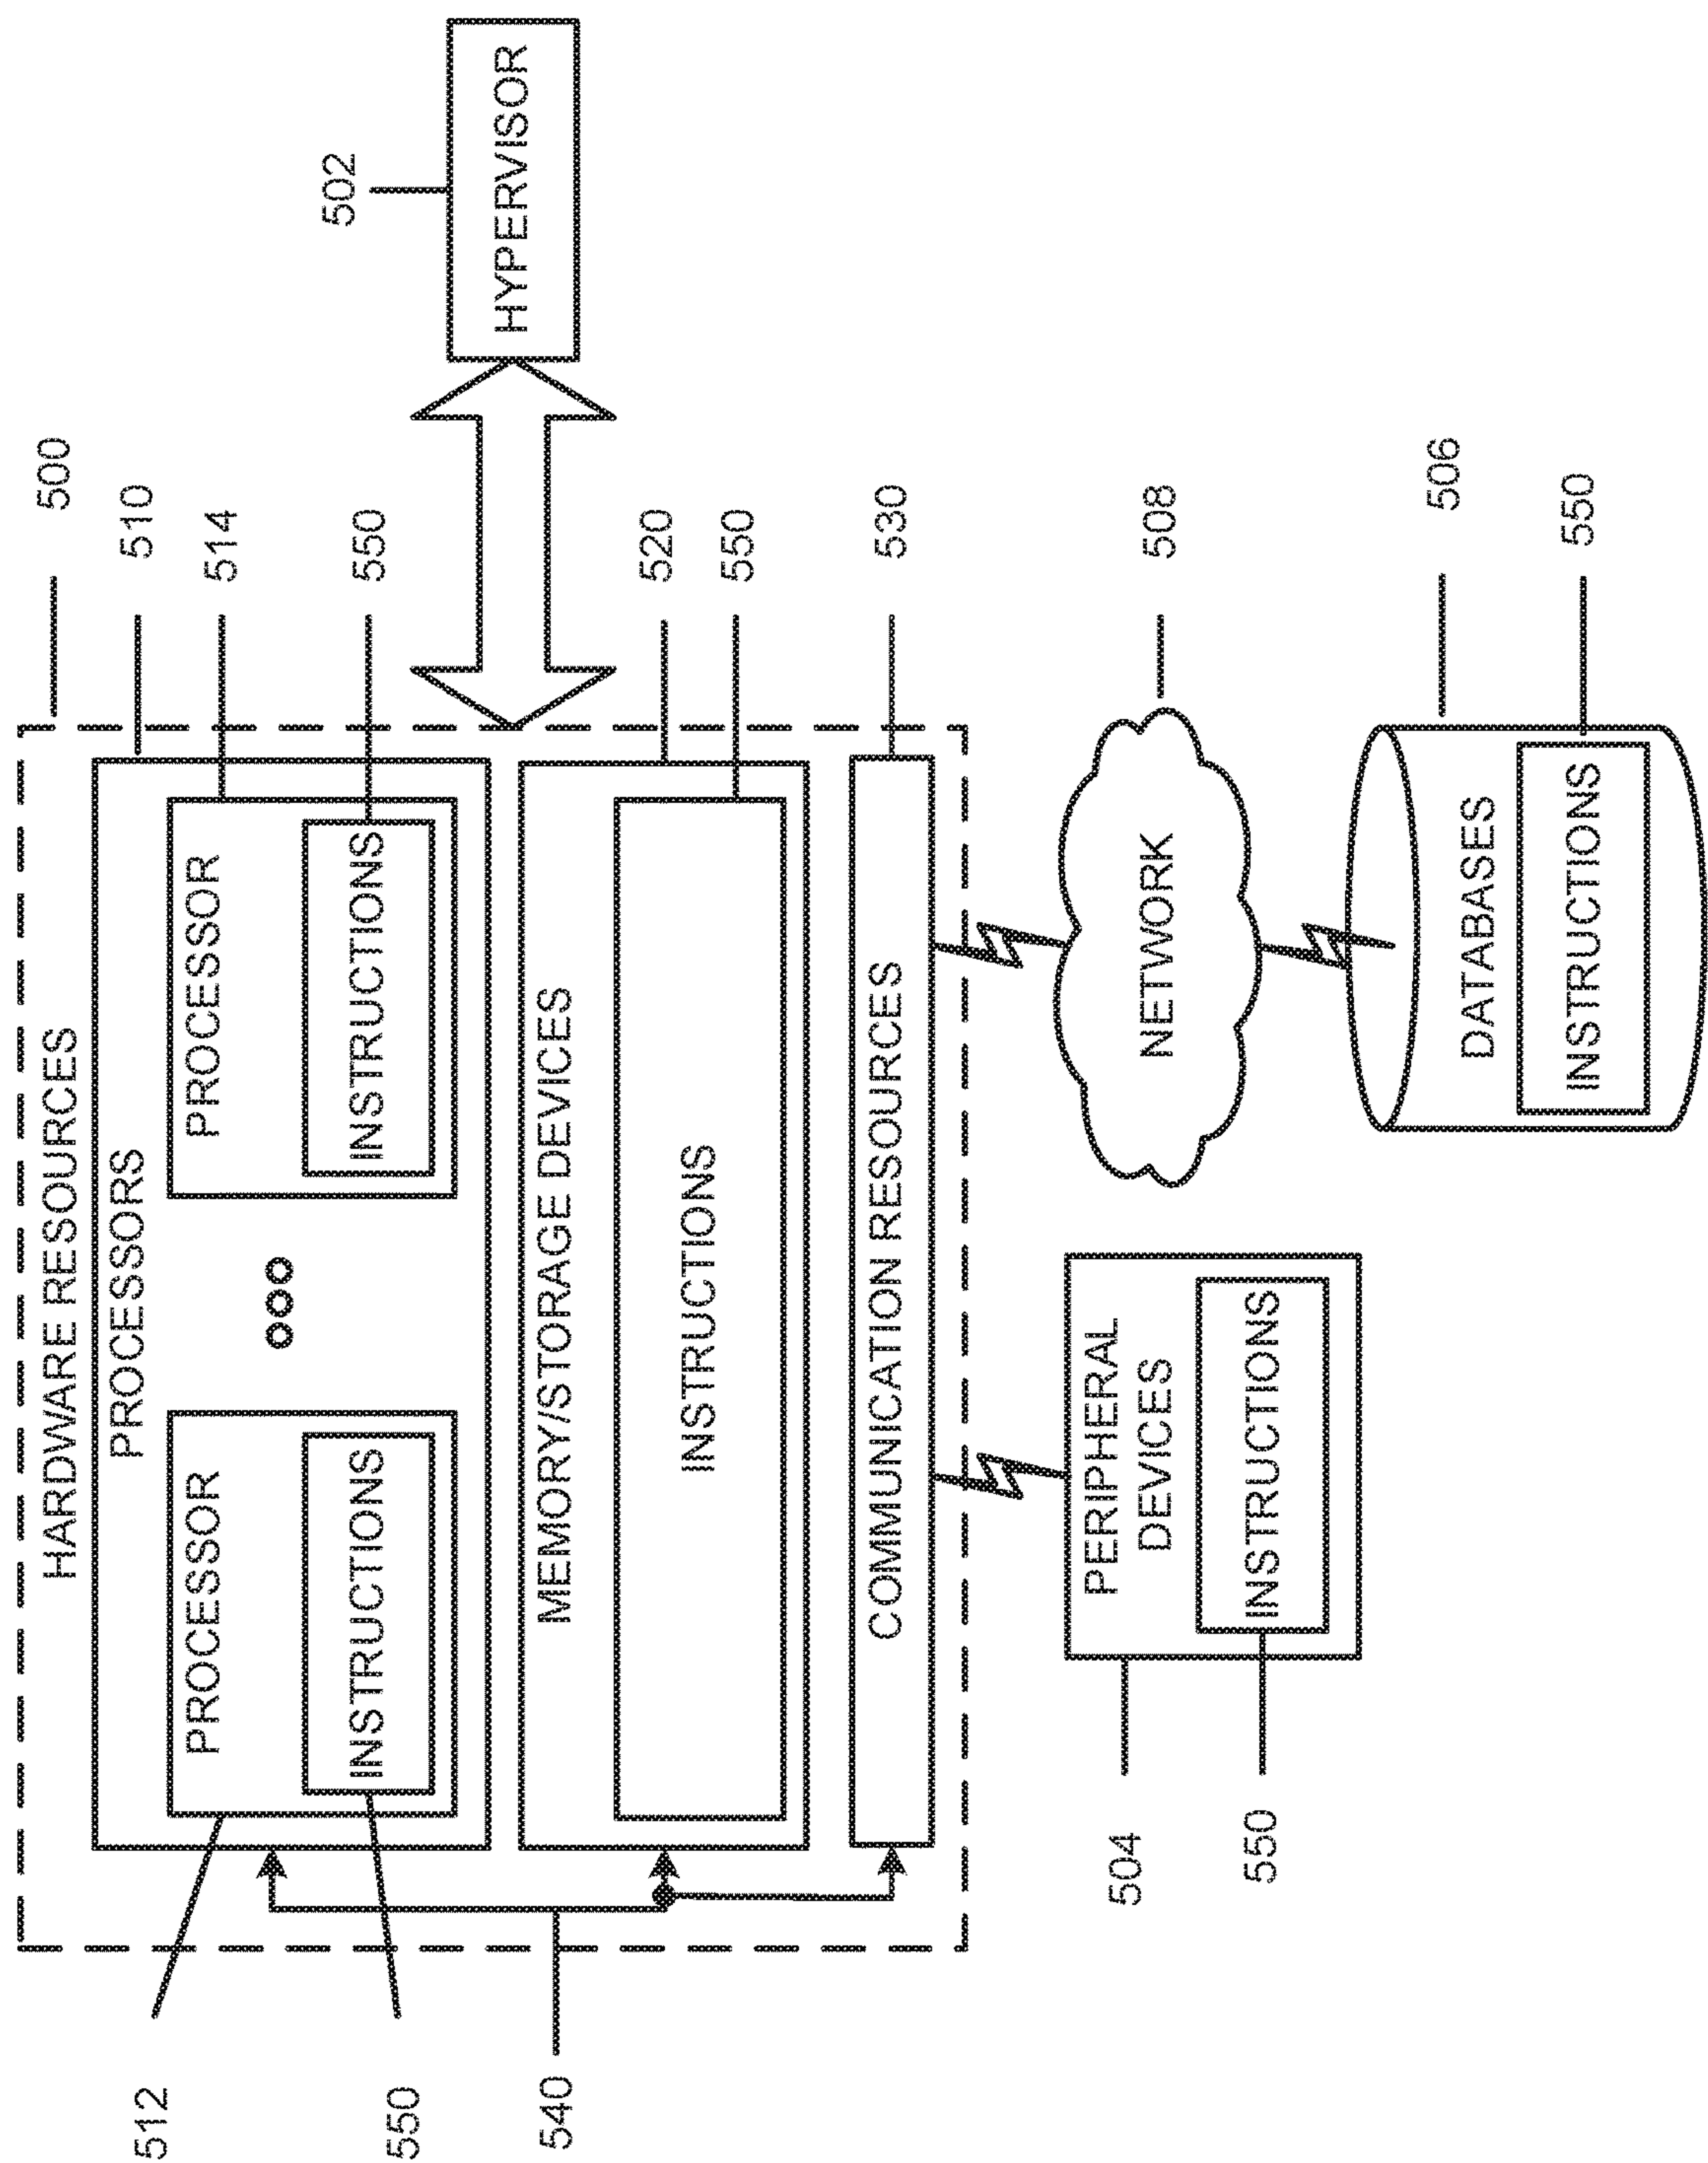 HARDWARE RESOURCES
500
PROCESSORS
510
PROCESSOR
512
INSTRUCTIONS
550
PROCESSOR
514
INSTRUCTIONS
550
HYPERVISOR
502
MEMORY/STORAGE DEVICES
520
INSTRUCTIONS
550
540
COMMUNICATION RESOURCES
530
PERIPHERAL
DEVICES
504
INSTRUCTIONS
550
NETWORK
508
DATABASES
506
INSTRUCTIONS
550